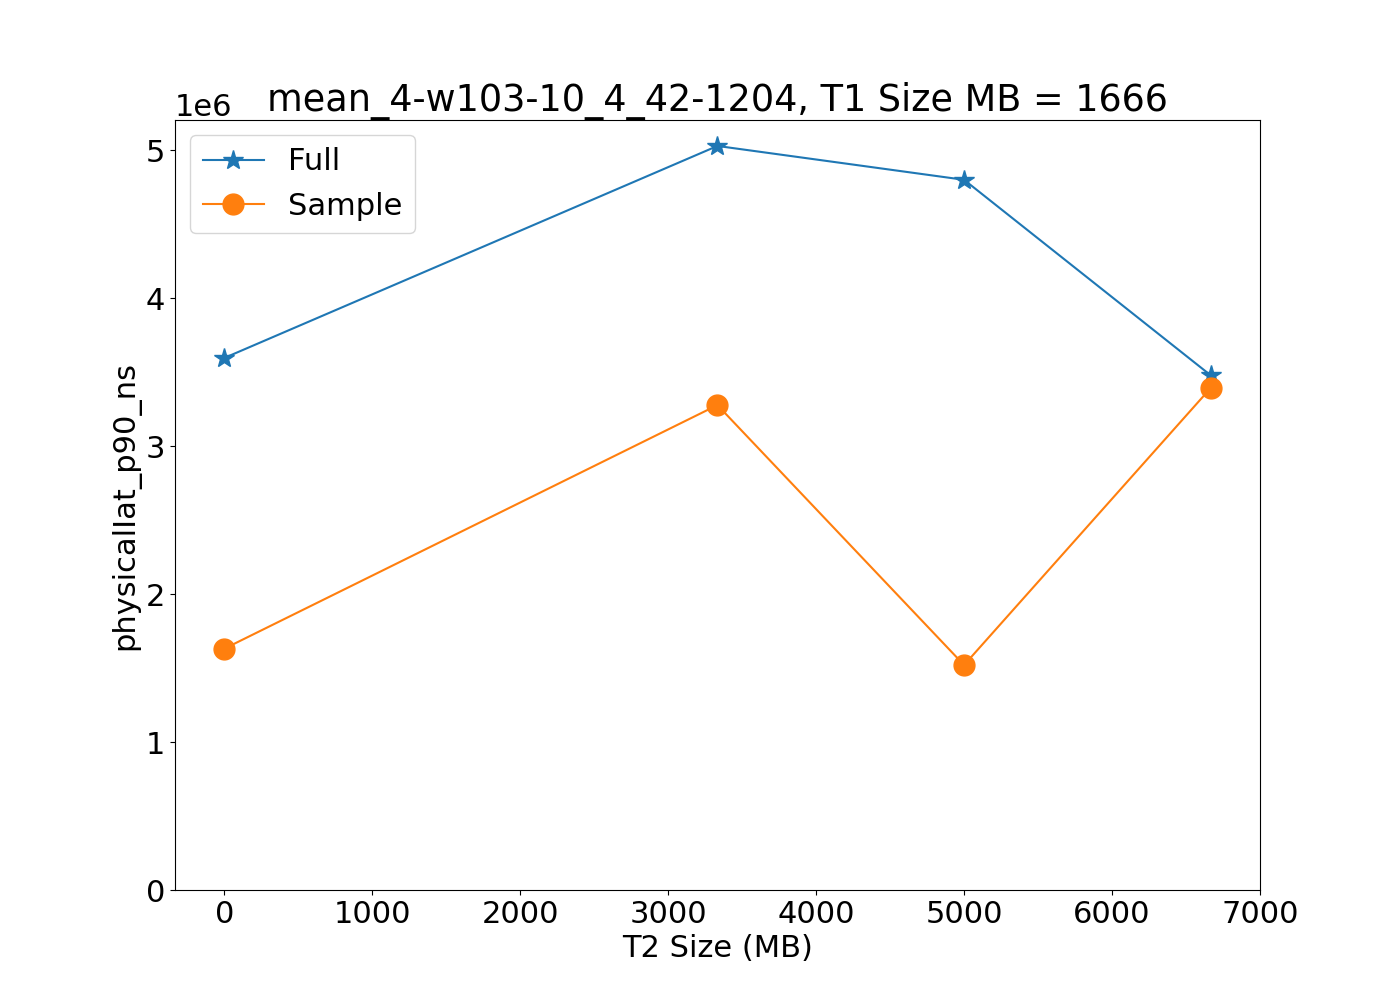 1e6
mean_4-w103-10_4_42-1204, T1 Size MB = 1666
Full
Sample
5
4
3
2
1
0
physicallat_p90_ns
0 1000 2000 3000 4000 5000 6000 7000
T2 Size (MB)